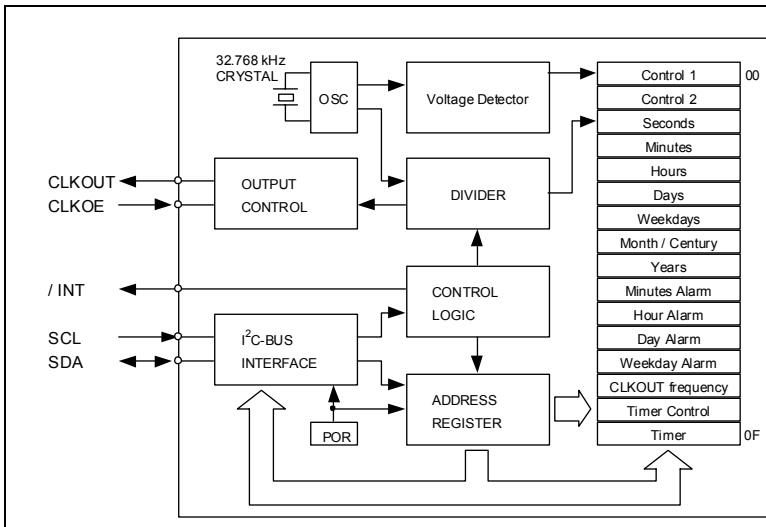 32.768 kHz
CRYSTAL
OSC
Voltage Detector
CLKOUT
CLKOE
OUTPUT
CONTROL
DIVIDER
/ INT
CONTROL
LOGIC
SCL
SDA
I²C-BUS
INTERFACE
POR
ADDRESS
REGISTER
Control 1 00
Control 2
Seconds
Minutes
Hours
Days
Weekdays
Month / Century
Years
Minutes Alarm
Hour Alarm
Day Alarm
Weekday Alarm
CLKOUT frequency
Timer Control
Timer 0F